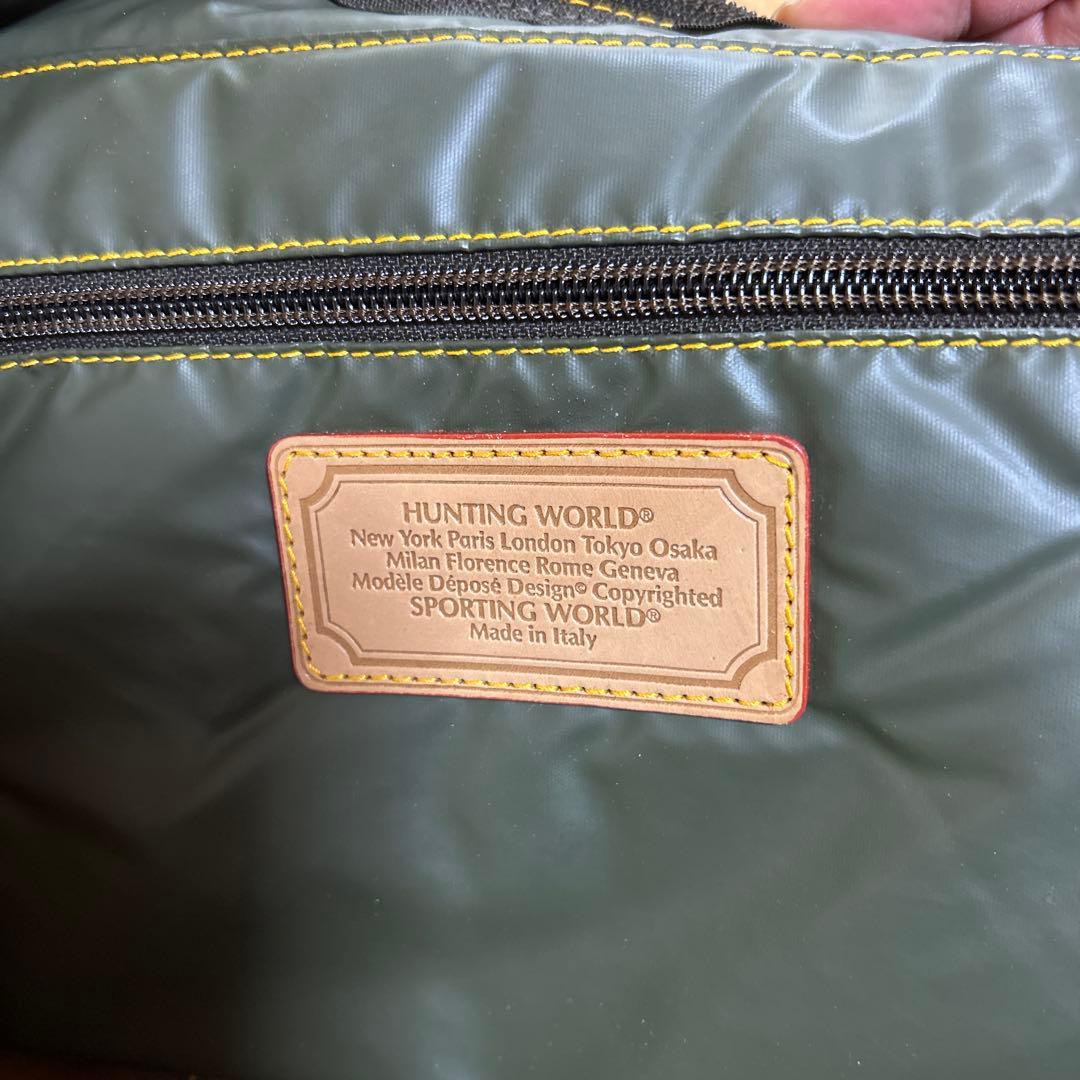 HUNTING WORLD®
New York Paris London Tokyo Osaka
Milan Florence Rome Geneva
Modèle Déposé Design© Copyrighted
SPORTING WORLD®
Made in Italy